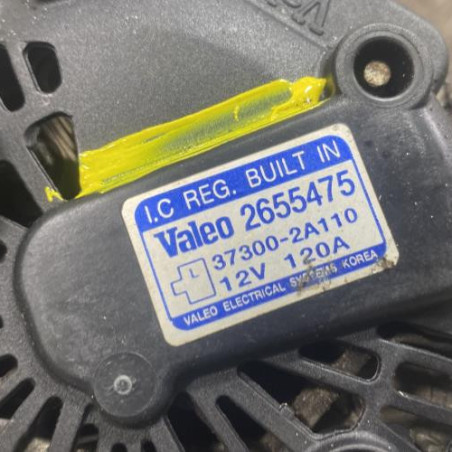 I.C REG. BUILT IN
Valeo 2655475
37300-2A110
12V 120A
VALEO ELECTRICAL SYSTEMS KOREA